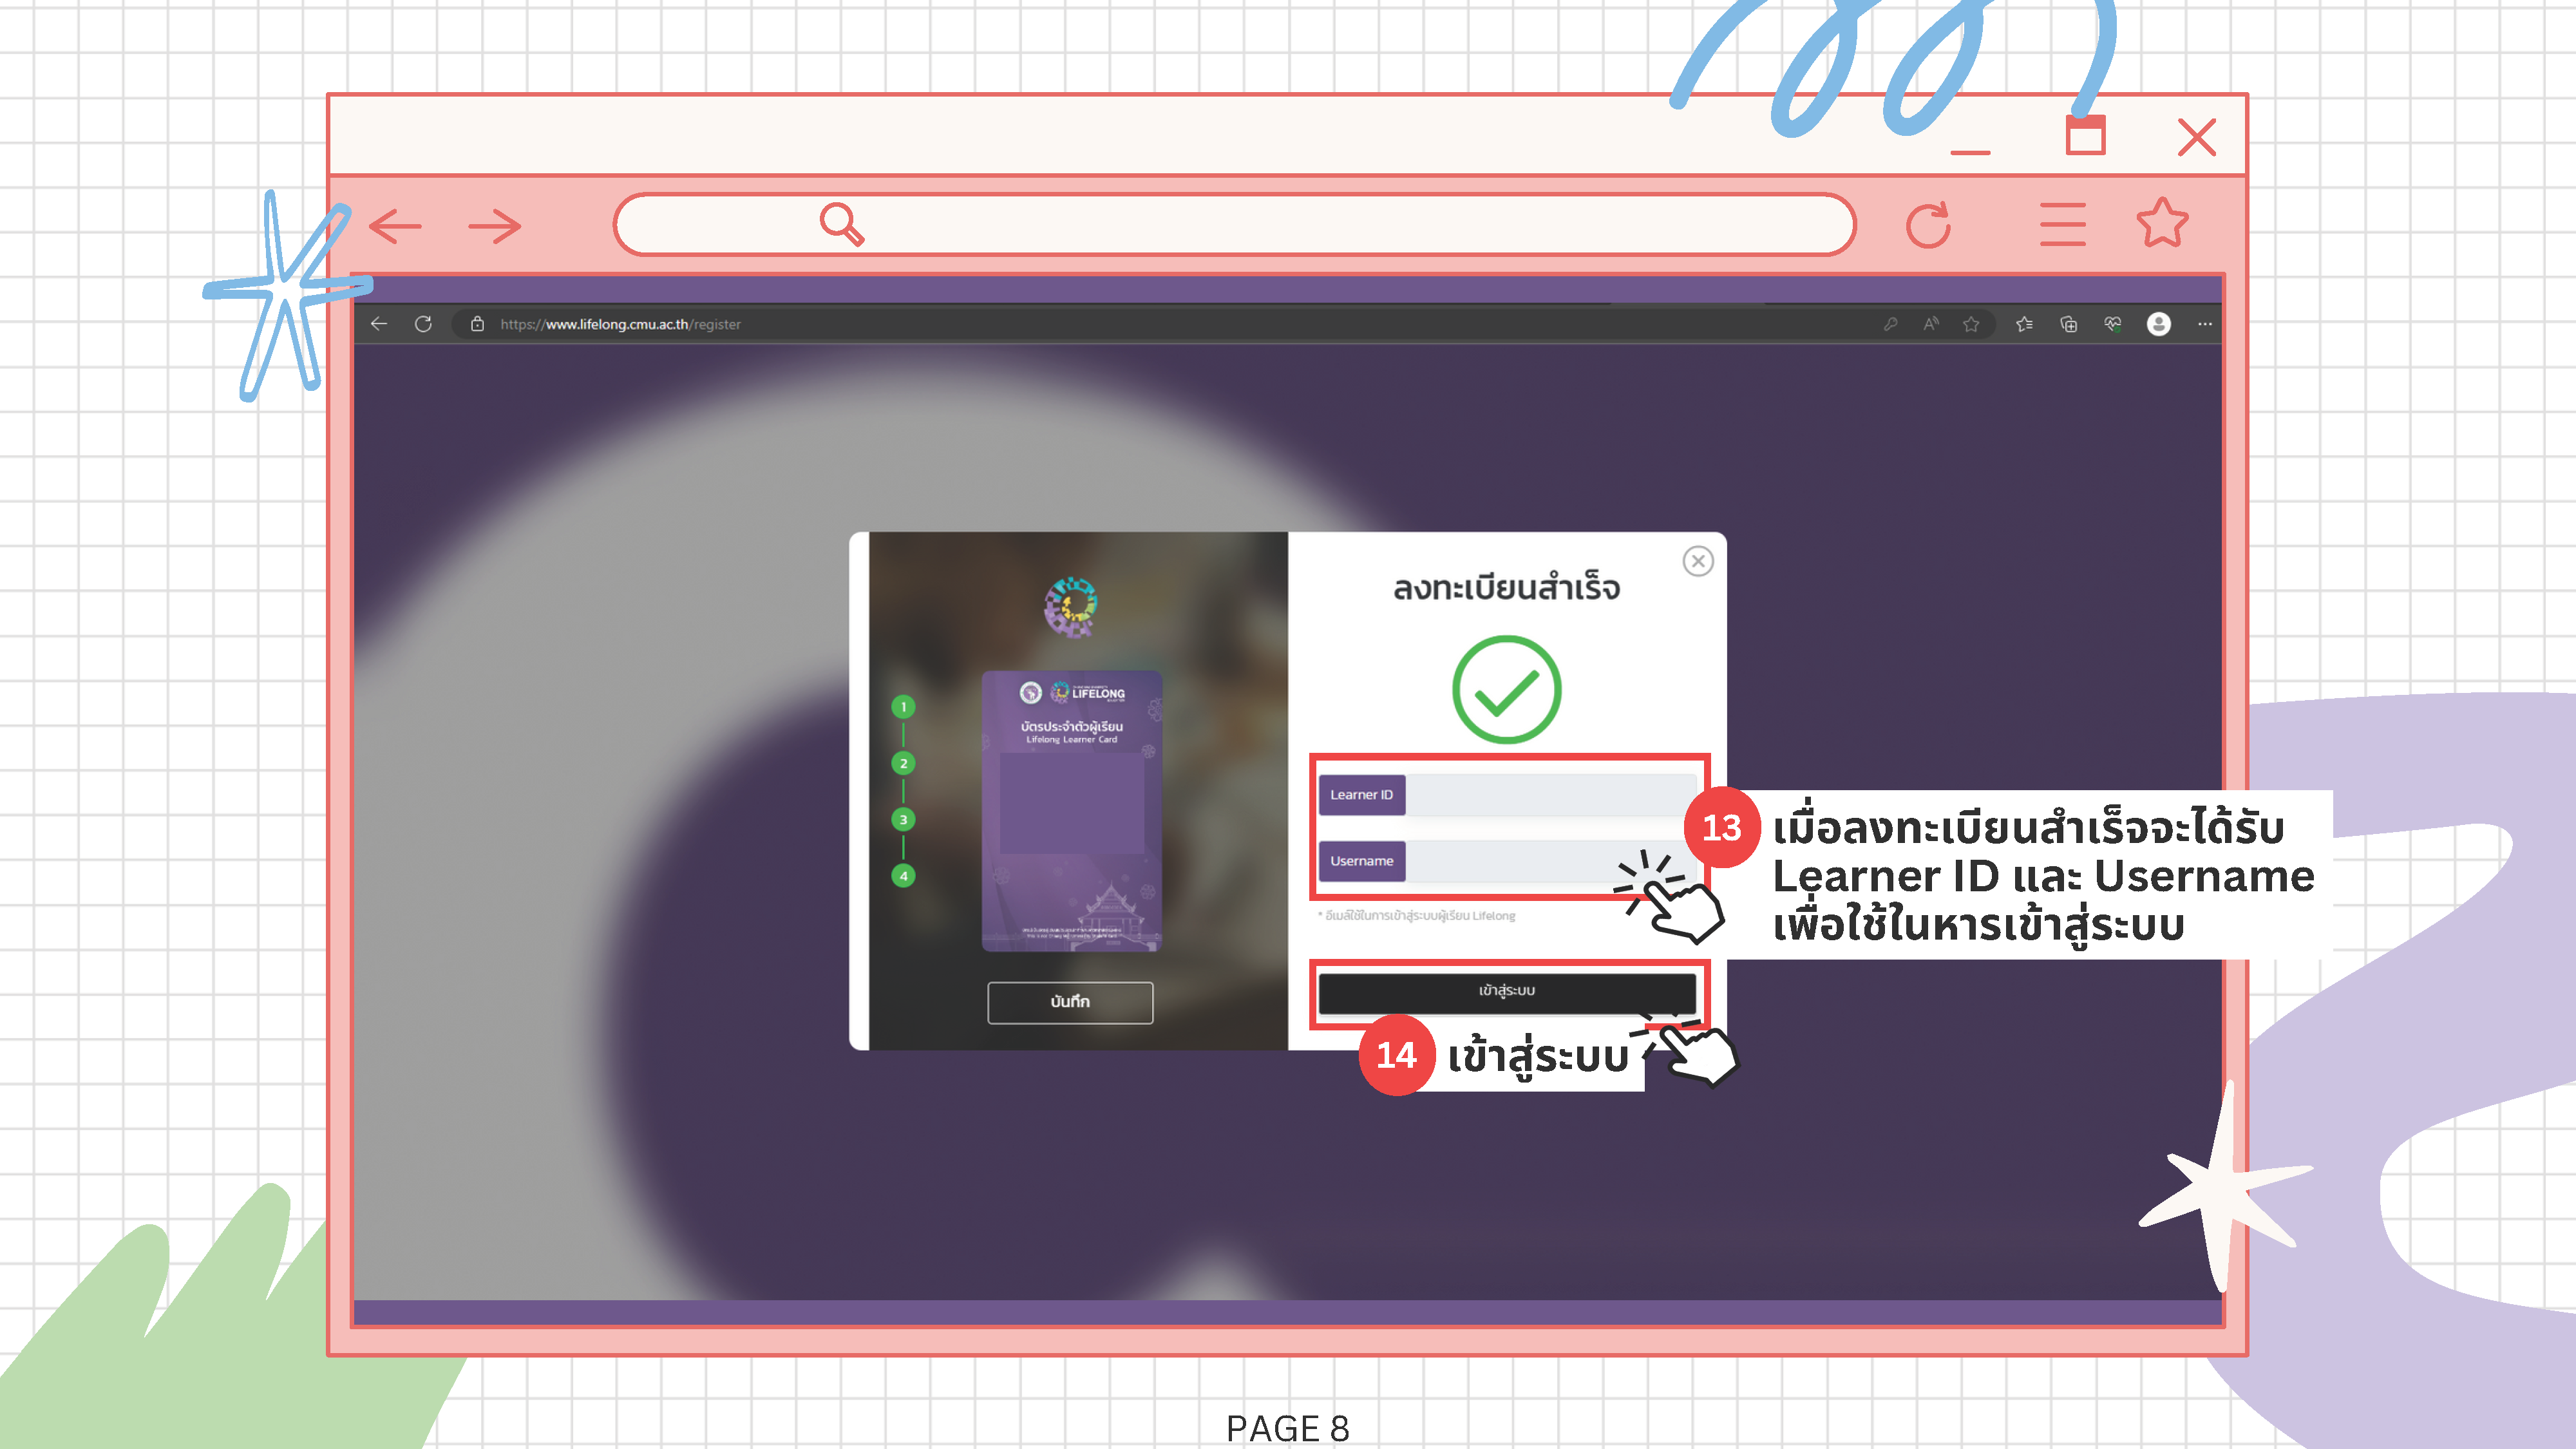 https://www.lifelong.cmu.ac.th/register
LIFELONG
บัตรประจำตัวผู้เรียน
Lifelong Learner Card
1
2
3
4
บันทึก
ลงทะเบียนสำเร็จ
Learner ID
Username
* อีเมล์ใช้ในการเข้าสู่ระบบผู้เรียน Lifelong
เข้าสู่ระบบ
13 เมื่อลงทะเบียนสำเร็จจะได้รับ
Learner ID และ Username
เพื่อใช้ในหารเข้าสู่ระบบ
14 เข้าสู่ระบบ
PAGE 8